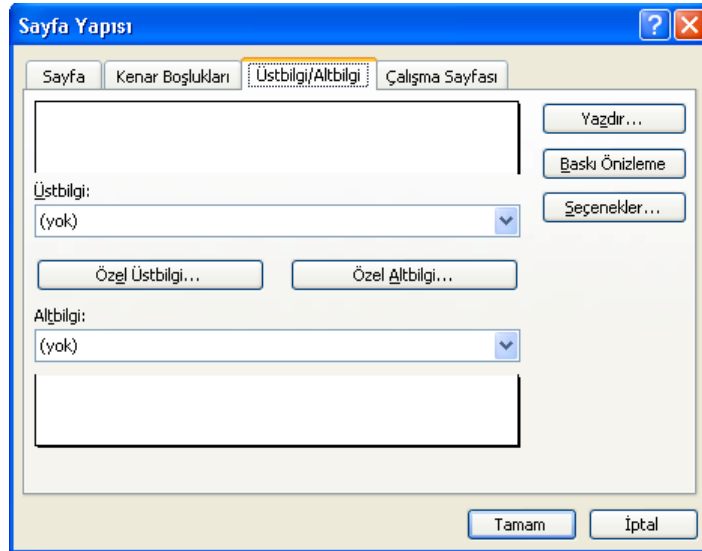 Sayfa Yapısı
Sayfa Kenar Boşlukları Üstbilgi/Altbilgi Çalışma Sayfası
Yazdır...
Baskı Önizleme
Üstbilgi:
Seçenekler...
(yok)
Özel Üstbilgi... Özel Altbilgi...
Altbilgi:
(yok)
Tamam İptal